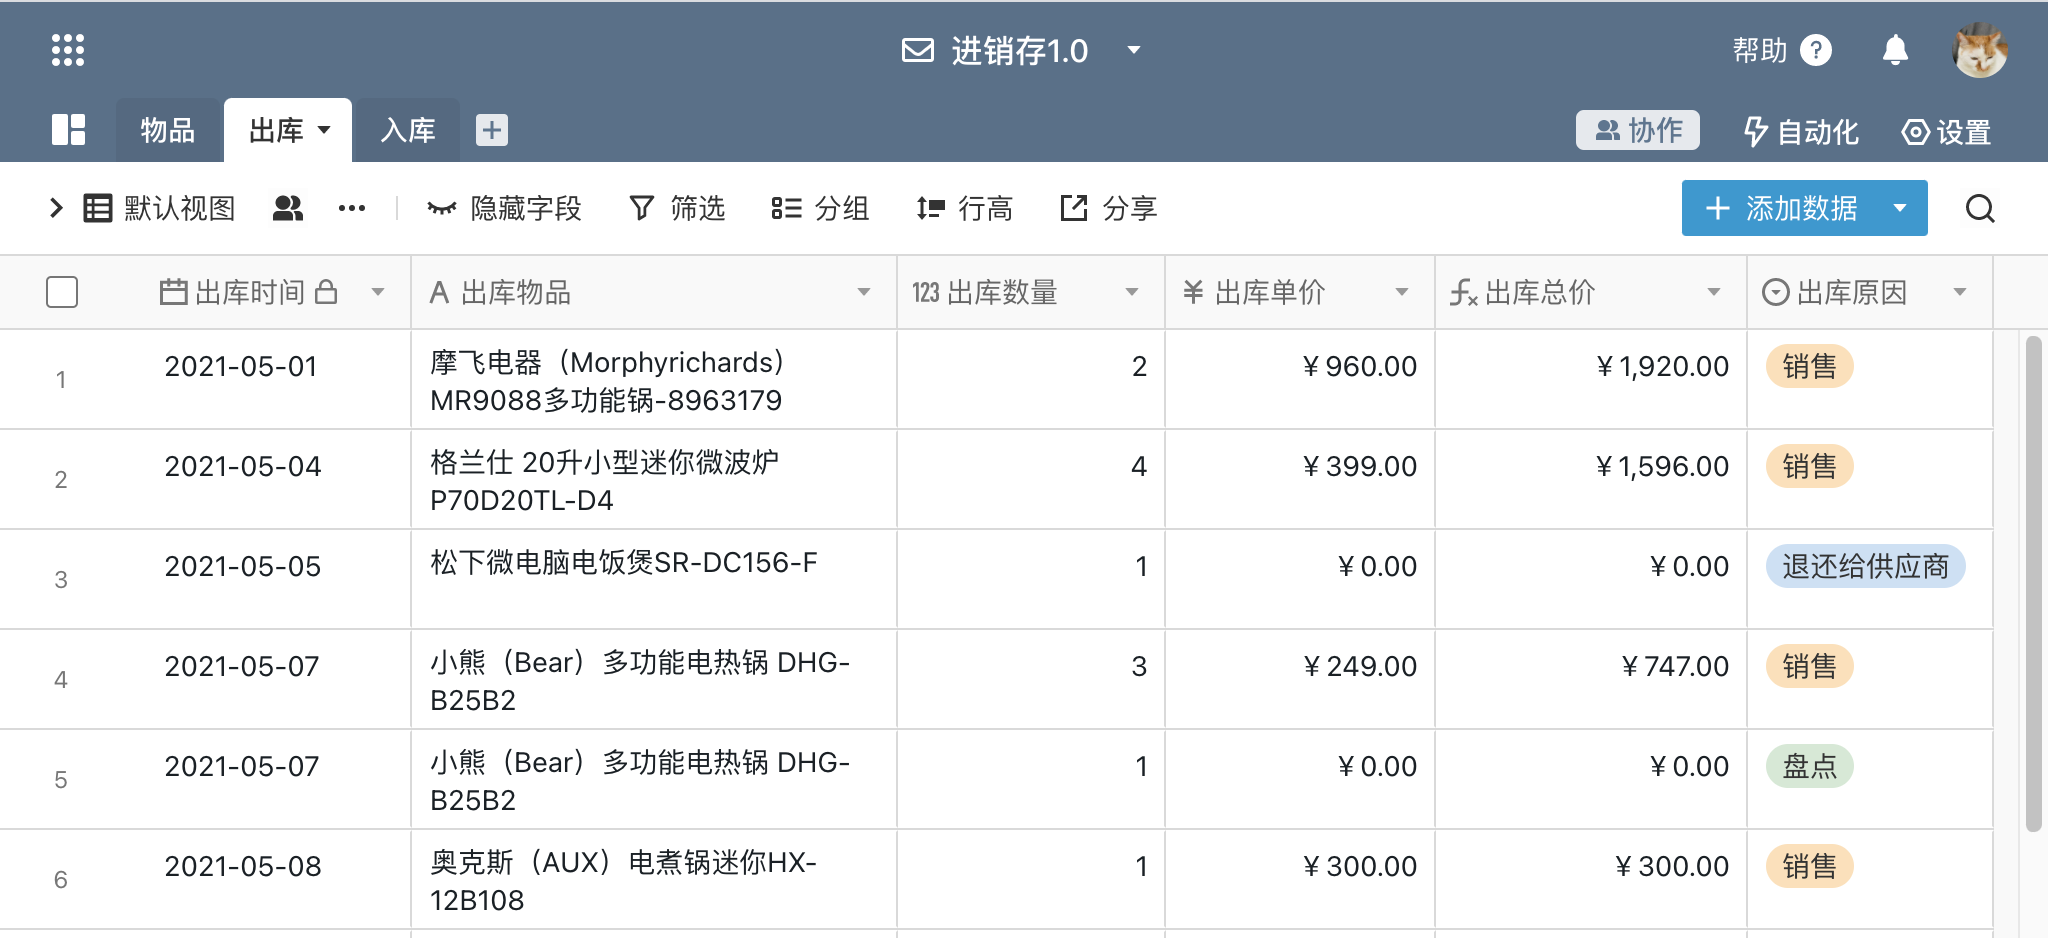 进销存1.0
帮助 ?
物品 出库 入库
协作 自动化 设置
默认视图 隐藏字段 筛选 分组 行高 分享
添加数据
出库时间 A 出库物品 123 出库数量 ¥ 出库单价 fx 出库总价 出库原因
1 2021-05-01 摩飞电器（Morphyrichards） 2 ¥960.00 ¥1,920.00 销售
MR9088多功能锅-8963179
2 2021-05-04 格兰仕 20升小型迷你微波炉 4 ¥399.00 ¥1,596.00 销售
P70D20TL-D4
3 2021-05-05 松下微电脑电饭煲SR-DC156-F 1 ¥0.00 ¥0.00 退还给供应商
4 2021-05-07 小熊（Bear）多功能电热锅 DHG- 3 ¥249.00 ¥747.00 销售
B25B2
5 2021-05-07 小熊（Bear）多功能电热锅 DHG- 1 ¥0.00 ¥0.00 盘点
B25B2
6 2021-05-08 奥克斯（AUX）电煮锅迷你HX- 1 ¥300.00 ¥300.00 销售
12B108